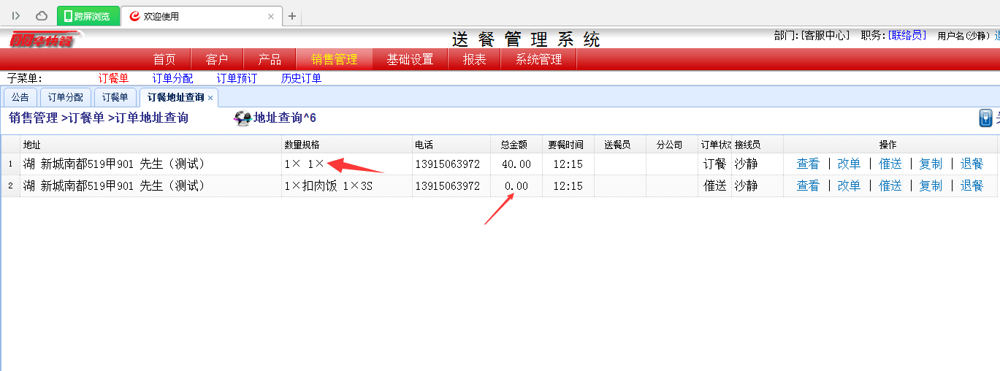 跨屏浏览 欢迎使用
送餐管理系统 部门:[客服中心] 职务:[联络员] 用户名(沙静)
首页 客户 产品 销售管理 基础设置 报表 系统管理
子菜单: 订餐单 订单分配 订单预订 历史订单
公告 订单分配 订餐单 订餐地址查询
销售管理 >订餐单 >订单地址查询 地址查询^6
地址 数量规格 电话 总金额 要餐时间 送餐员 分公司 订单状 接线员 操作
1 湖 新城南都519甲901 先生（测试） 1× 1× 13915063972 40.00 12:15 订餐 沙静 查看 | 改单 | 催送 | 复制 | 退餐
2 湖 新城南都519甲901 先生（测试） 1×扣肉饭 1×3S 13915063972 0.00 12:15 催送 沙静 查看 | 改单 | 催送 | 复制 | 退餐